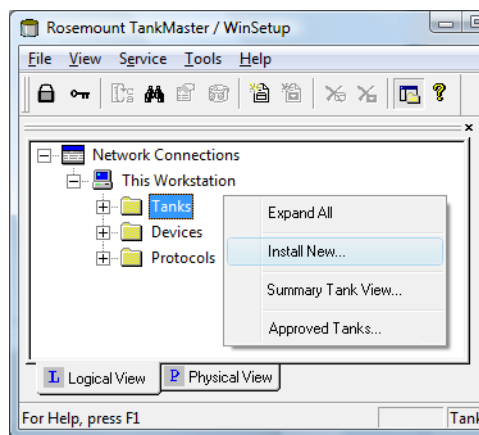 Rosemount TankMaster / WinSetup
File View Service Tools Help
Network Connections
This Workstation
Tanks
Devices
Protocols
Expand All
Install New...
Summary Tank View...
Approved Tanks...
L Logical View
P Physical View
For Help, press F1
Tank